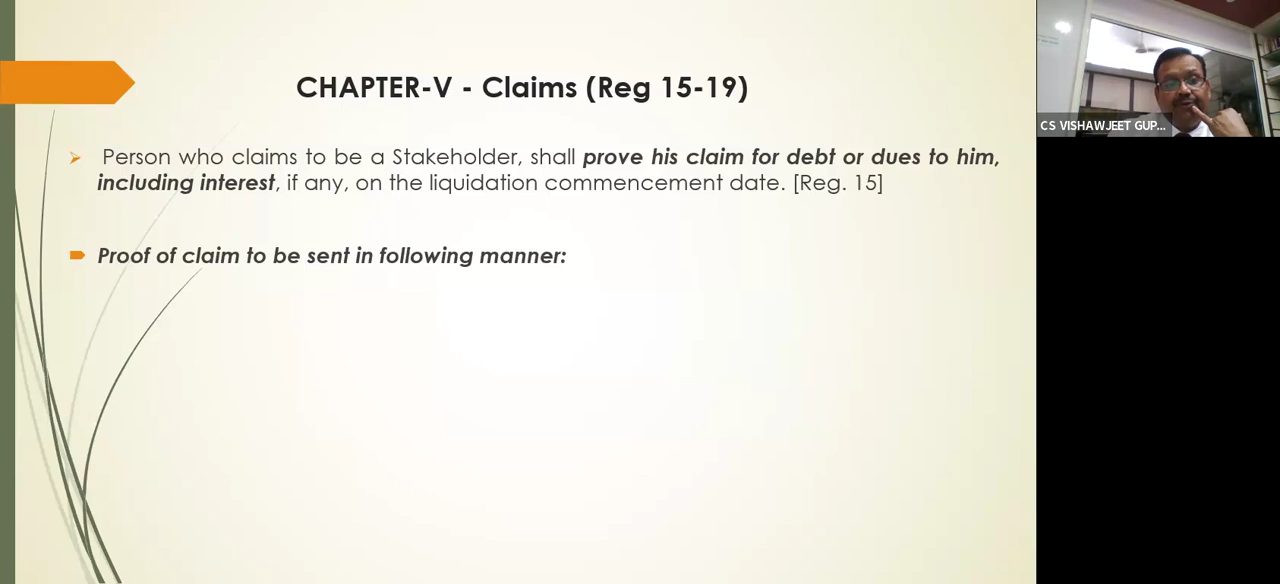 CHAPTER-V - Claims (Reg 15-19)
Person who claims to be a Stakeholder, shall prove his claim for debt or dues to him,
including interest, if any, on the liquidation commencement date. [Reg. 15]
Proof of claim to be sent in following manner:
CS VISHAWJEET GUP...